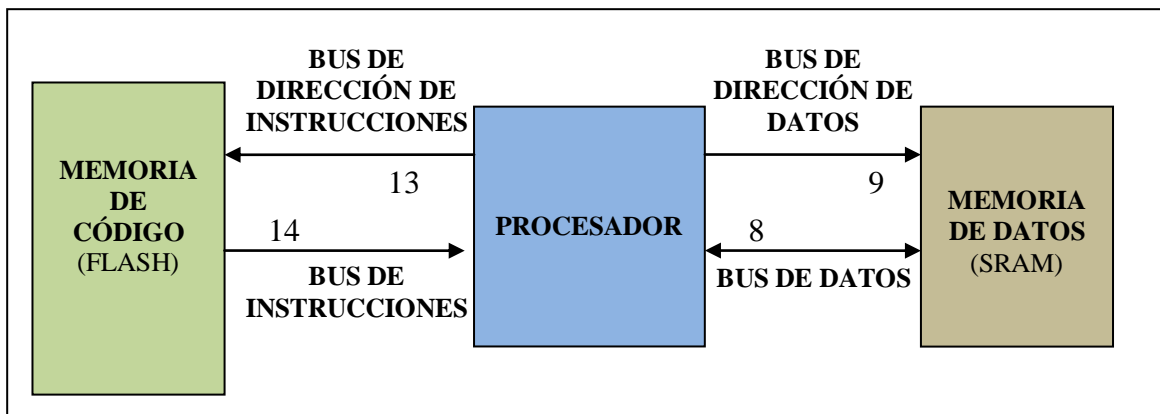 MEMORIA
DE
CÓDIGO
(FLASH)
BUS DE
DIRECCIÓN DE
INSTRUCCIONES
13
14
BUS DE
INSTRUCCIONES
PROCESADOR
BUS DE
DIRECCIÓN DE
DATOS
9
8
BUS DE DATOS
MEMORIA
DE DATOS
(SRAM)